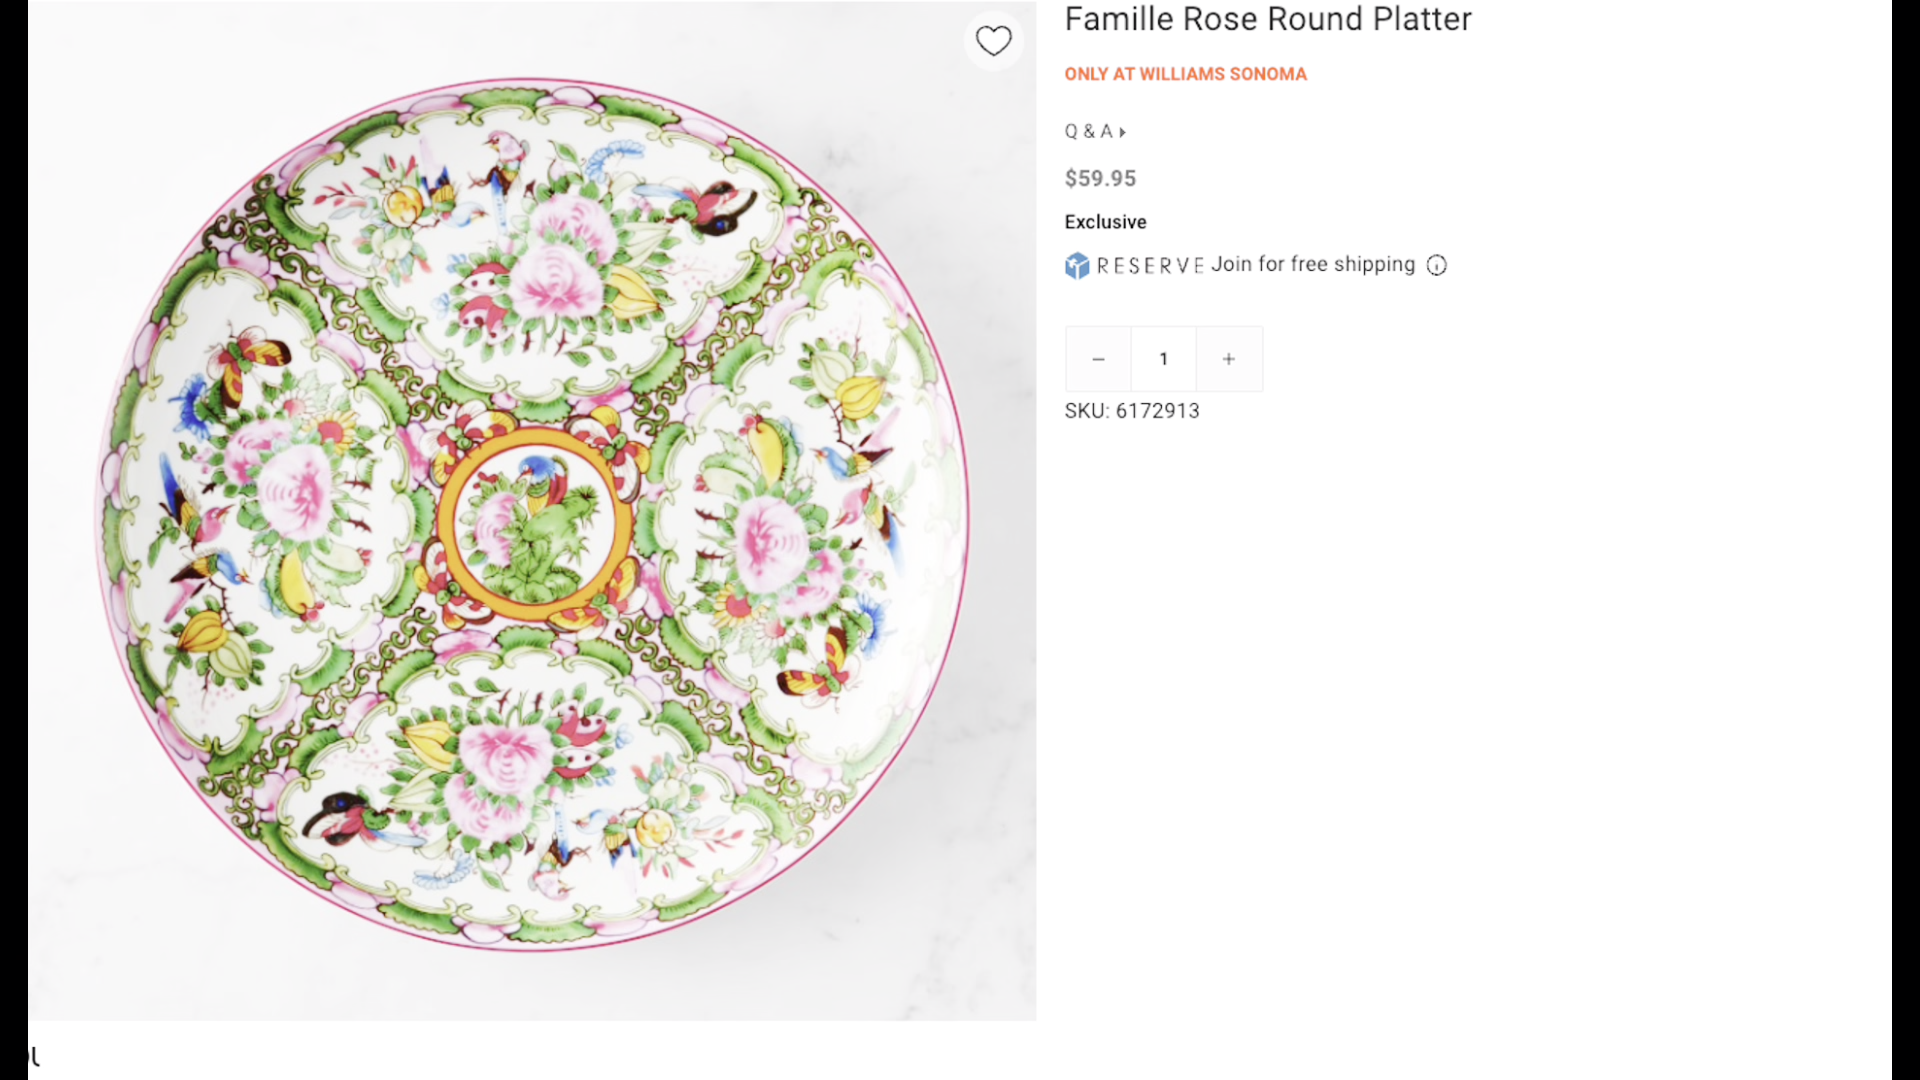 Famille Rose Round Platter
ONLY AT WILLIAMS SONOMA
Q & A
$59.95
Exclusive
RESERVE Join for free shipping
– 1 +
SKU: 6172913